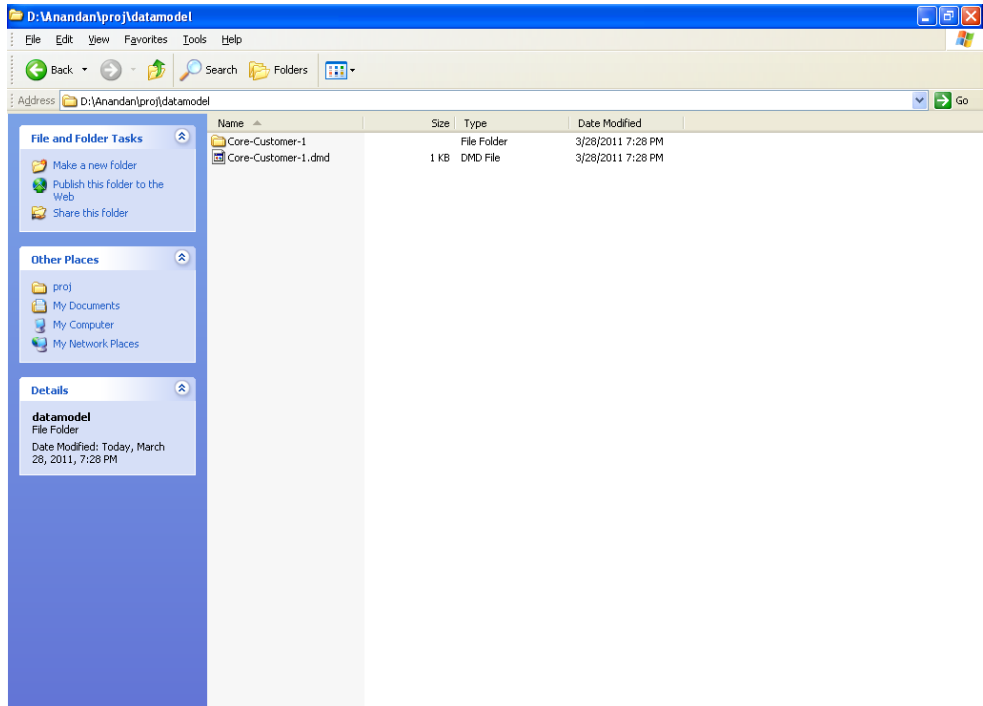 D:\Anandan\proj\datamodel
File Edit View Favorites Tools Help
Back Search Folders
Address D:\Anandan\proj\datamodel Go
Name Size Type Date Modified
Core-Customer-1 File Folder 3/28/2011 7:28 PM
Core-Customer-1.dmd 1 KB DMD File 3/28/2011 7:28 PM
File and Folder Tasks
Make a new folder
Publish this folder to the
Web
Share this folder
Other Places
proj
My Documents
My Computer
My Network Places
Details
datamodel
File Folder
Date Modified: Today, March
28, 2011, 7:28 PM